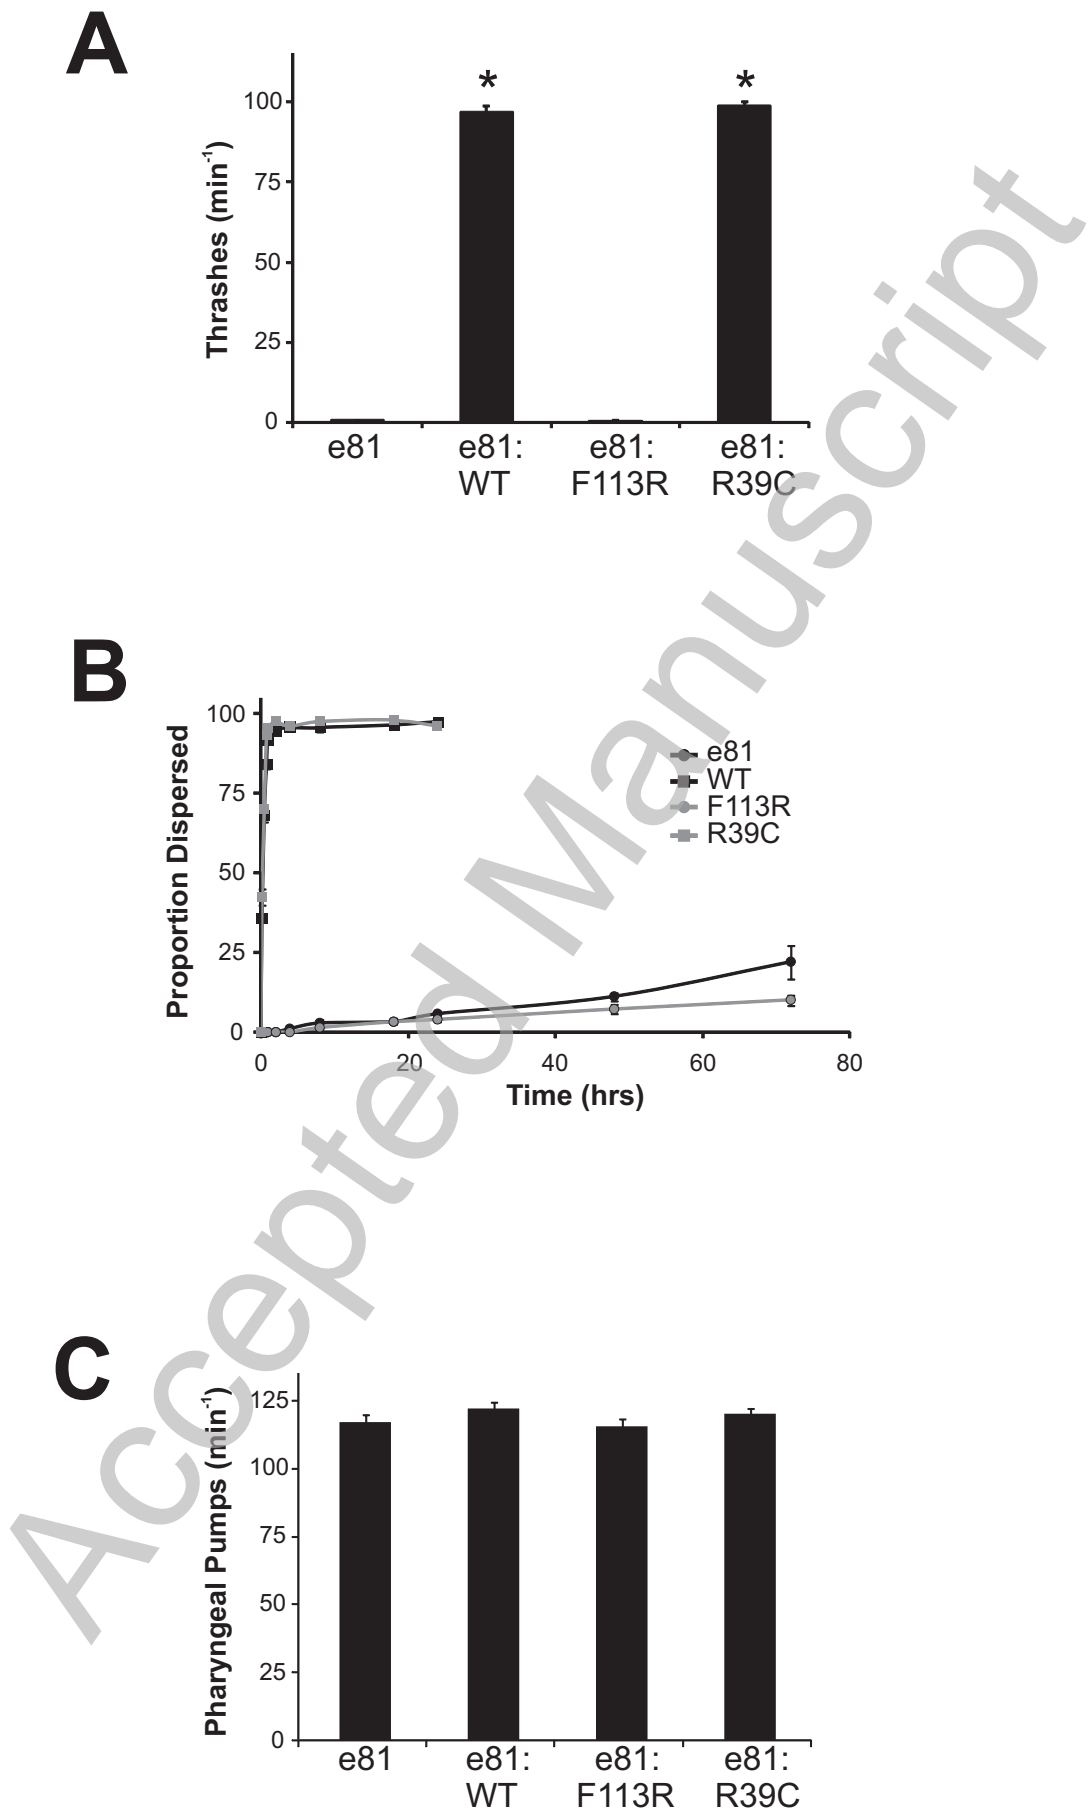 A
Thrashes (min-1)
100
75
50
25
0
*
*
e81
e81:
WT
e81:
F113R
e81:
R39C
B
Proportion Dispersed
100
75
50
25
0
0
20
40
60
80
Time (hrs)
e81
WT
F113R
R39C
C
Pharyngeal Pumps (min-1)
125
100
75
50
25
0
e81
e81:
WT
e81:
F113R
e81:
R39C
Accepted Manuscript